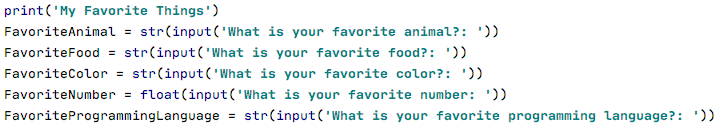 print('My Favorite Things')
FavoriteAnimal = str(input('What is your favorite animal?: '))
FavoriteFood = str(input('What is your favorite food?: '))
FavoriteColor = str(input('What is your favorite color?: '))
FavoriteNumber = float(input('What is your favorite number: '))
FavoriteProgrammingLanguage = str(input('What is your favorite programming language?: '))